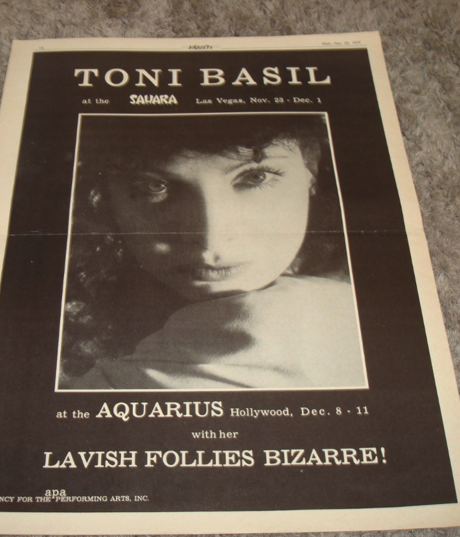 TONI BASIL
at the SAHARA Las Vegas, Nov. 28 - Dec. 1
at the AQUARIUS Hollywood, Dec. 8 - 11
with her
LAVISH FOLLIES BIZARRE!
apa
NCY FOR THE PERFORMING ARTS, INC.